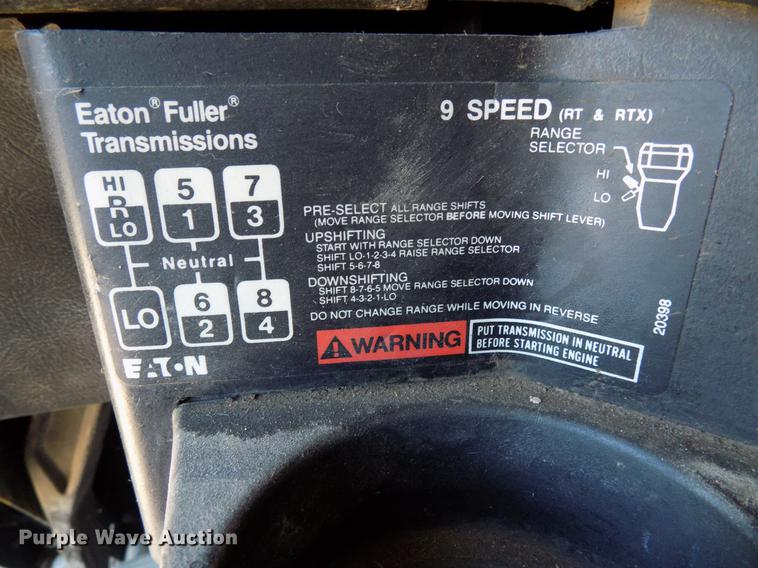 Eaton® Fuller®
Transmissions
9 SPEED (RT & RTX)
RANGE
SELECTOR
HI
LO
HI
R
LO
5
1
7
3
Neutral
LO
6
2
8
4
EATON
PRE-SELECT ALL RANGE SHIFTS
(MOVE RANGE SELECTOR BEFORE MOVING SHIFT LEVER)
UPSHIFTING
START WITH RANGE SELECTOR DOWN
SHIFT LO-1-2-3-4 RAISE RANGE SELECTOR
SHIFT 5-6-7-8
DOWNSHIFTING
SHIFT 8-7-6-5 MOVE RANGE SELECTOR DOWN
SHIFT 4-3-2-1-LO
DO NOT CHANGE RANGE WHILE MOVING IN REVERSE
WARNING
PUT TRANSMISSION IN NEUTRAL
BEFORE STARTING ENGINE
20398
Purple Wave Auction